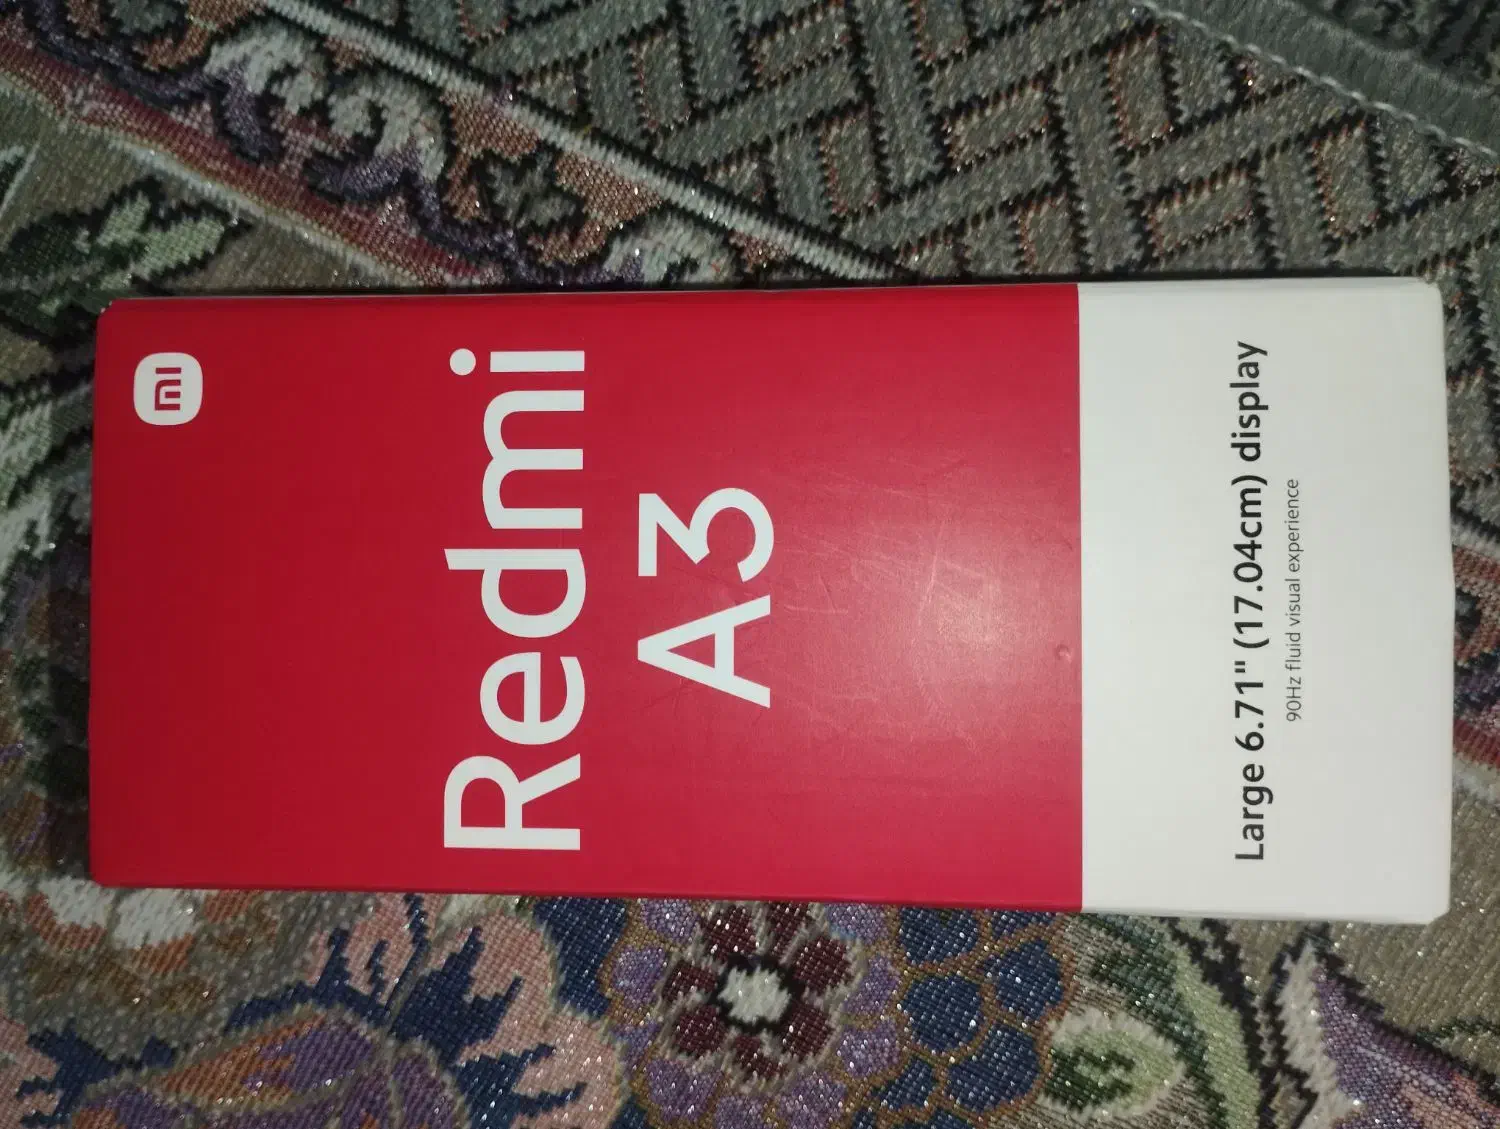 mi
Redmi
A3
Large 6.71" (17.04cm) display
90Hz fluid visual experience